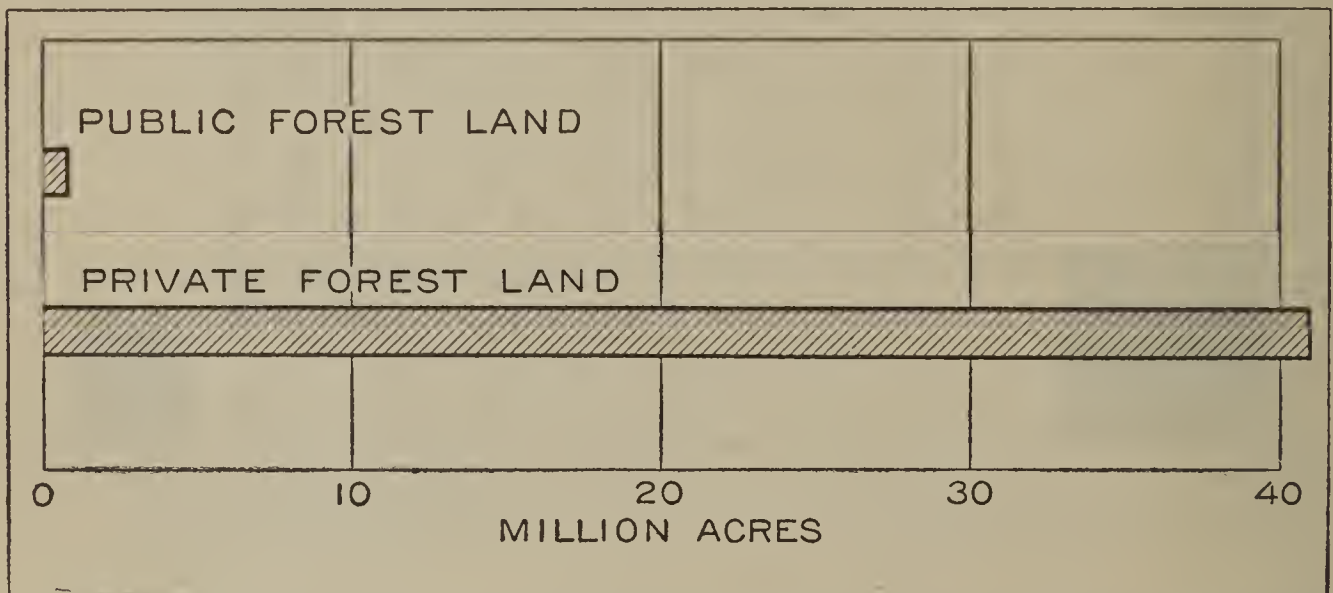 PUBLIC FOREST LAND
PRIVATE FOREST LAND
0 10 20 30 40
MILLION ACRES